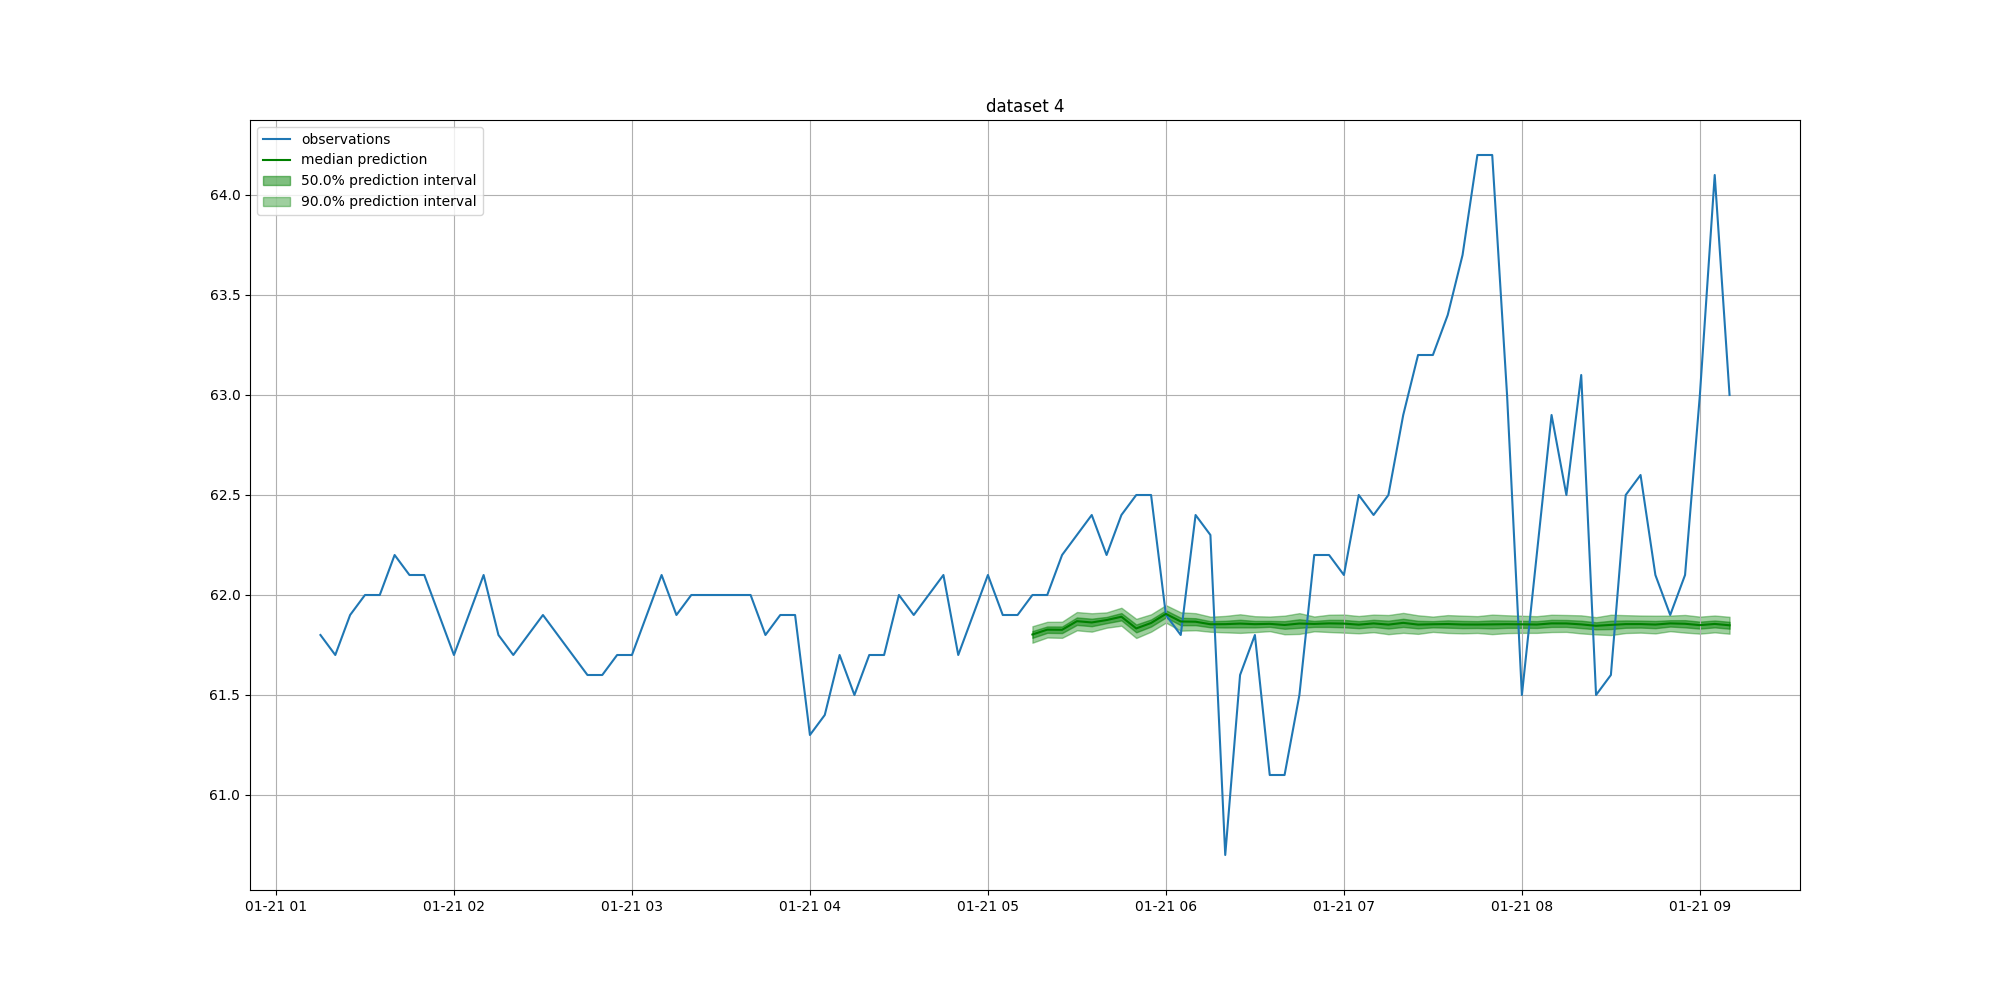 dataset 4
observations
median prediction
50.0% prediction interval
90.0% prediction interval
64.0
63.5
63.0
62.5
62.0
61.5
61.0
01-21 01 01-21 02 01-21 03 01-21 04 01-21 05 01-21 06 01-21 07 01-21 08 01-21 09